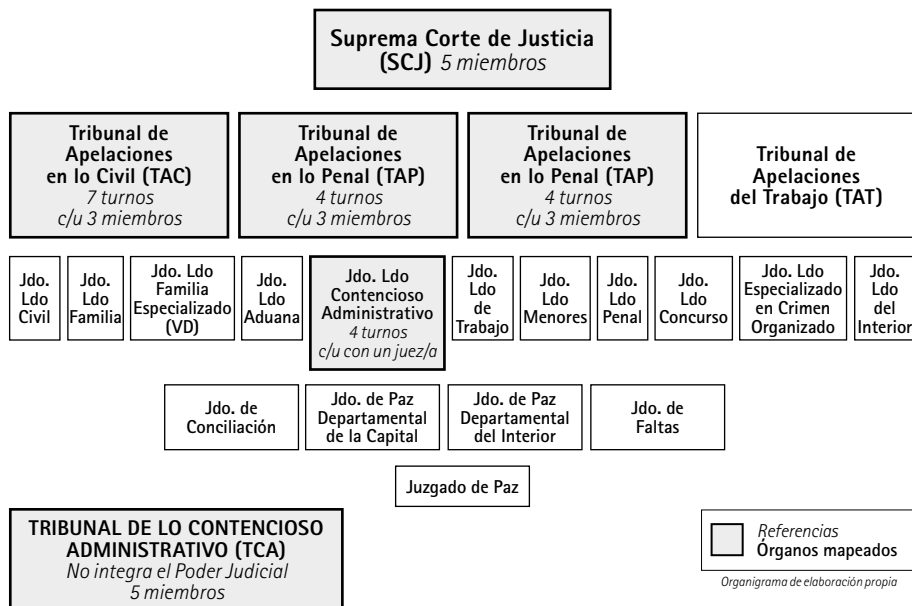 Suprema Corte de Justicia
(SCJ) 5 miembros
Tribunal de
Apelaciones
en lo Civil (TAC)
7 turnos
c/u 3 miembros
Tribunal de
Apelaciones
en lo Penal (TAP)
4 turnos
c/u 3 miembros
Tribunal de
Apelaciones
en lo Penal (TAP)
4 turnos
c/u 3 miembros
Tribunal de
Apelaciones
del Trabajo (TAT)
Jdo.
Ldo
Civil
Jdo.
Ldo
Familia
Jdo. Ldo
Familia
Especializado
(VD)
Jdo.
Ldo
Aduana
Jdo. Ldo
Contencioso
Administrativo
4 turnos
c/u con un juez/a
Jdo.
Ldo
de
Trabajo
Jdo.
Ldo
Menores
Jdo.
Ldo
Penal
Jdo.
Ldo
Concurso
Jdo. Ldo
Especializado
en Crimen
Organizado
Jdo.
Ldo
del
Interior
Jdo. de
Conciliación
Jdo. de Paz
Departamental
de la Capital
Jdo. de Paz
Departamental
del Interior
Jdo. de
Faltas
Juzgado de Paz
TRIBUNAL DE LO CONTENCIOSO
ADMINISTRATIVO (TCA)
No integra el Poder Judicial
5 miembros
Referencias
Órganos mapeados
Organigrama de elaboración propia